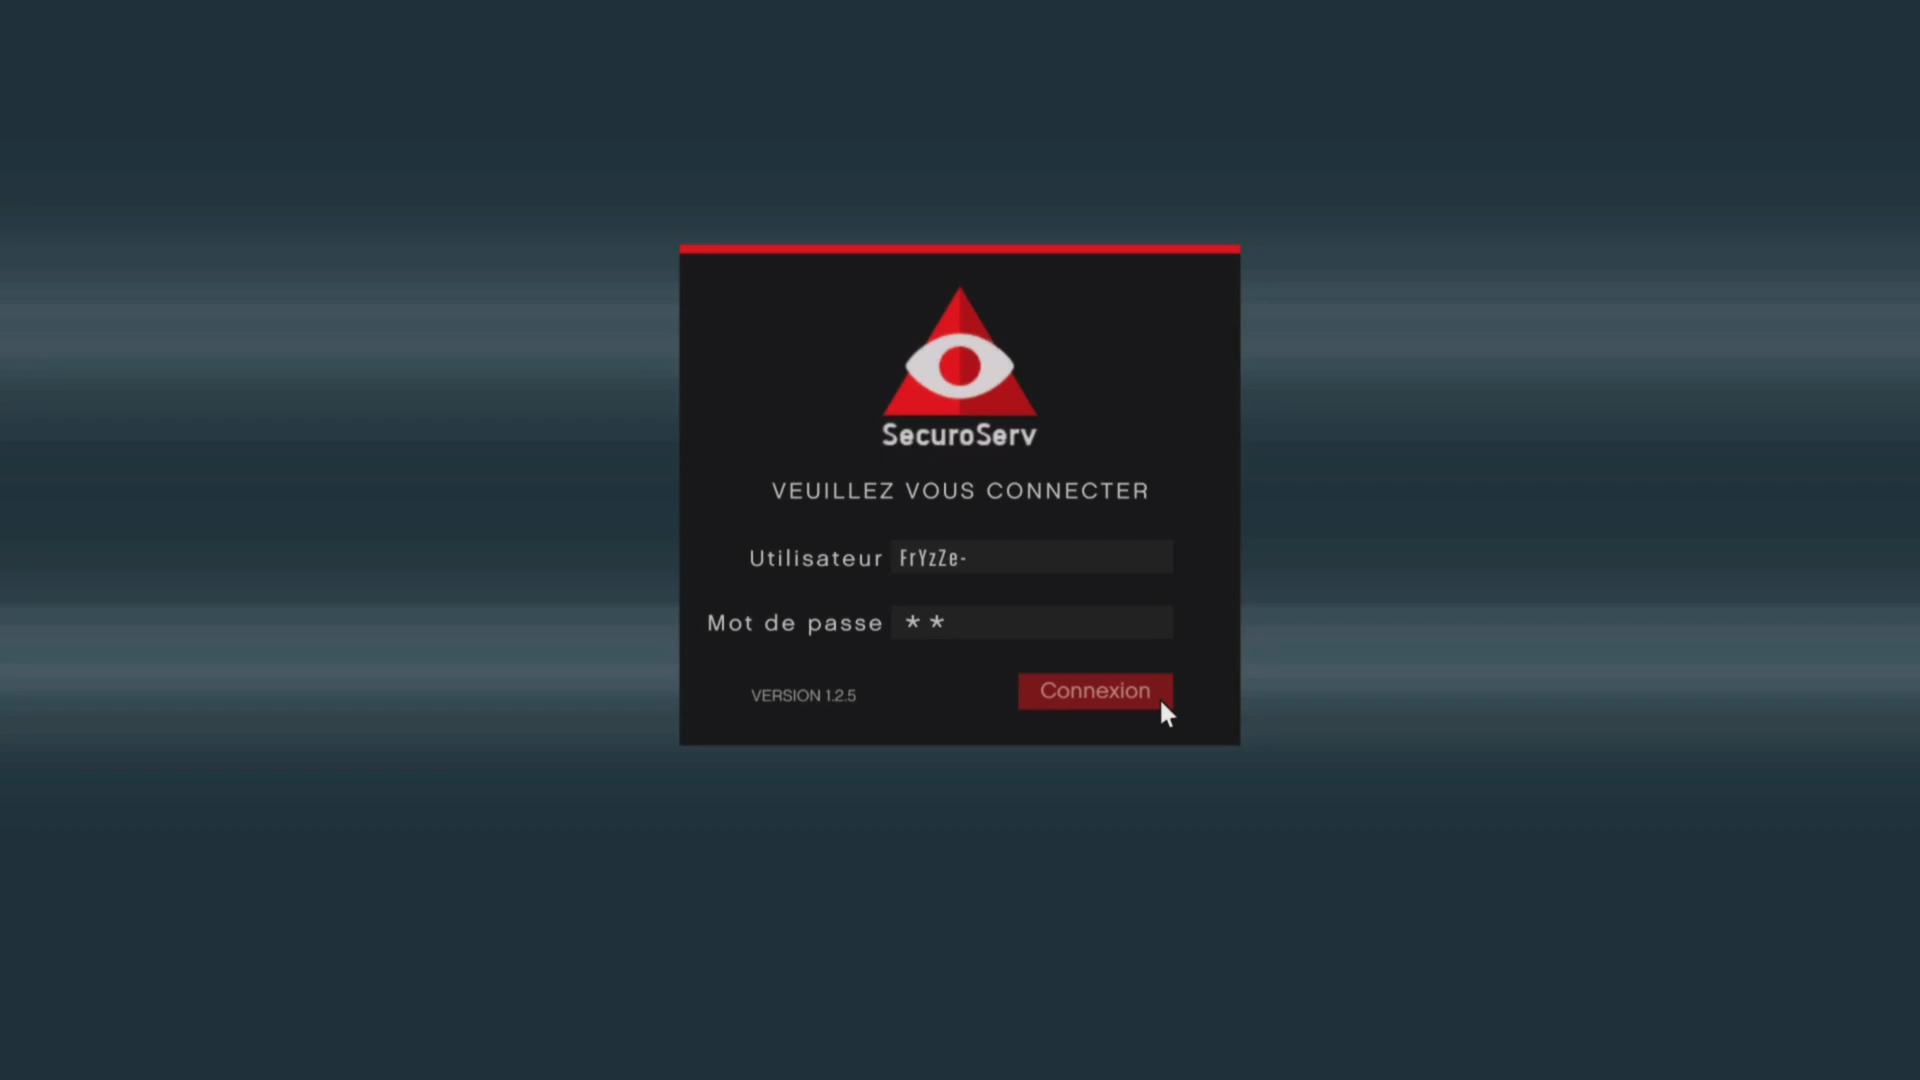 SecuroServ
VEUILLEZ VOUS CONNECTER
Utilisateur FrYzZe-
Mot de passe **
VERSION 1.2.5 Connexion